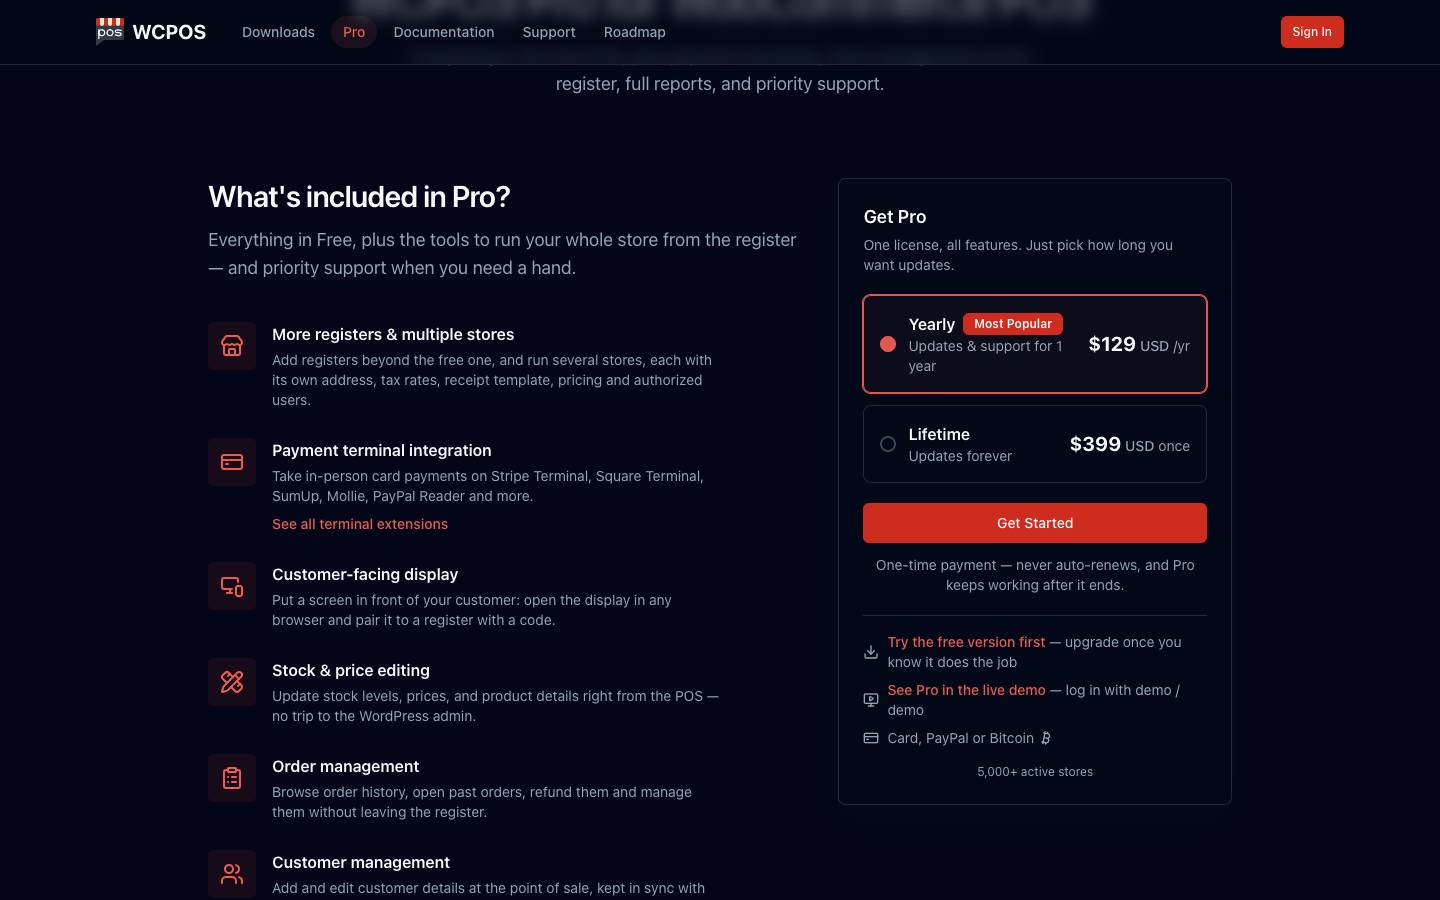 pos WCPOS
Downloads
Pro
Documentation
Support
Roadmap
Sign In
register, full reports, and priority support.
What's included in Pro?
Everything in Free, plus the tools to run your whole store from the register
— and priority support when you need a hand.
More registers & multiple stores
Add registers beyond the free one, and run several stores, each with
its own address, tax rates, receipt template, pricing and authorized
users.
Payment terminal integration
Take in-person card payments on Stripe Terminal, Square Terminal,
SumUp, Mollie, PayPal Reader and more.
See all terminal extensions
Customer-facing display
Put a screen in front of your customer: open the display in any
browser and pair it to a register with a code.
Stock & price editing
Update stock levels, prices, and product details right from the POS —
no trip to the WordPress admin.
Order management
Browse order history, open past orders, refund them and manage
them without leaving the register.
Customer management
Add and edit customer details at the point of sale, kept in sync with
Get Pro
One license, all features. Just pick how long you
want updates.
Yearly Most Popular
Updates & support for 1
year
$129 USD /yr
Lifetime
Updates forever
$399 USD once
Get Started
One-time payment — never auto-renews, and Pro
keeps working after it ends.
Try the free version first — upgrade once you
know it does the job
See Pro in the live demo — log in with demo /
demo
Card, PayPal or Bitcoin
5,000+ active stores